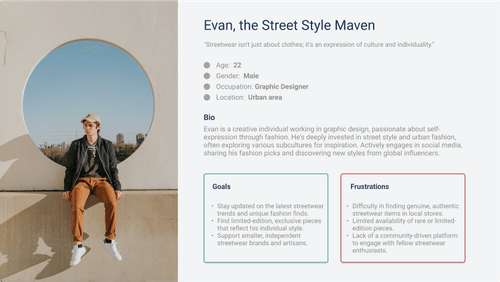 Evan, the Street Style Maven
"Streetwear isn't just about clothes; it's an expression of culture and individuality."
Age: 22
Gender: Male
Occupation: Graphic Designer
Location: Urban area
Bio
Evan is a creative individual working in graphic design, passionate about self-
expression through fashion. He's deeply invested in street style and urban fashion,
often exploring various subcultures for inspiration. Actively engages in social media,
sharing his fashion picks and discovering new styles from global influencers.
Goals
• Stay updated on the latest streetwear
trends and unique fashion finds.
• Find limited-edition, exclusive pieces
that reflect his individual style.
• Support smaller, independent
streetwear brands and artisans.
Frustrations
• Difficulty in finding genuine, authentic
streetwear items in local stores.
• Limited availability of rare or limited-
edition pieces.
• Lack of a community-driven platform
to engage with fellow streetwear
enthusiasts.